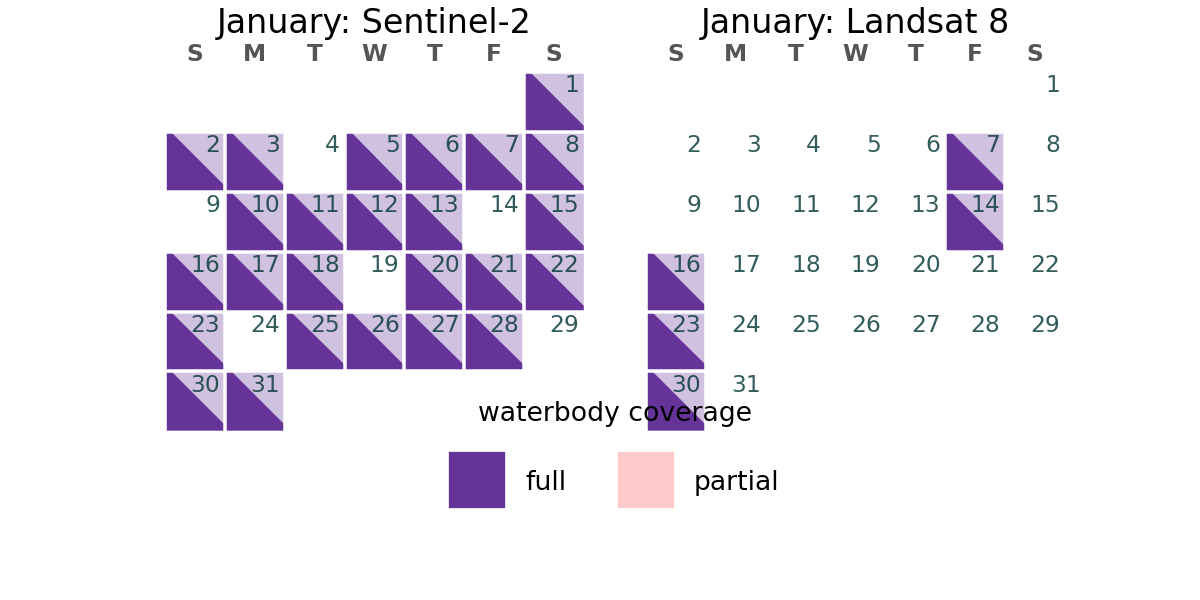 January: Sentinel-2
S M T W T F S
1
2 3 4 5 6 7 8
9 10 11 12 13 14 15
16 17 18 19 20 21 22
23 24 25 26 27 28 29
30 31
January: Landsat 8
S M T W T F S
1
2 3 4 5 6 7 8
9 10 11 12 13 14 15
16 17 18 19 20 21 22
23 24 25 26 27 28 29
30 31
waterbody coverage
full partial